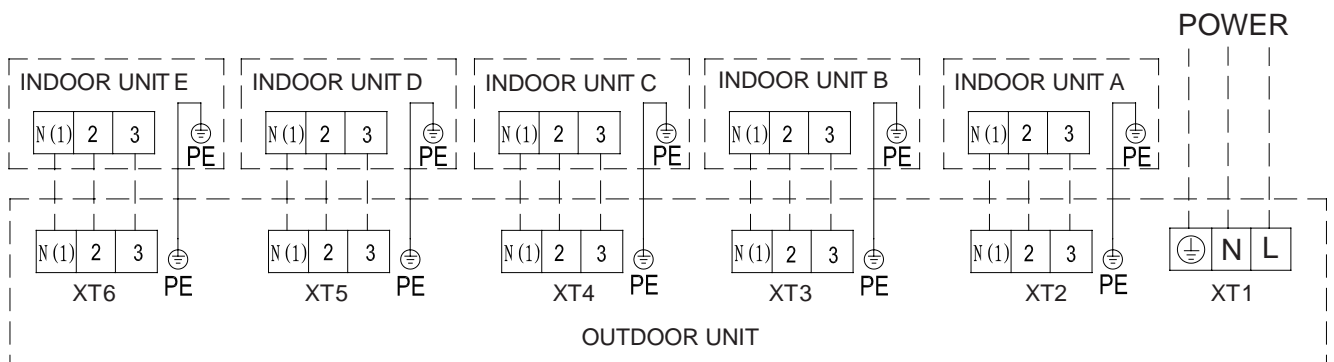 POWER
INDOOR UNIT E INDOOR UNIT D INDOOR UNIT C INDOOR UNIT B INDOOR UNIT A
N(1) 2 3 N(1) 2 3 N(1) 2 3 N(1) 2 3 N(1) 2 3
PE PE PE PE PE
N(1) 2 3 N(1) 2 3 N(1) 2 3 N(1) 2 3 N(1) 2 3 N L
XT6 PE XT5 PE XT4 PE XT3 PE XT2 PE XT1
OUTDOOR UNIT